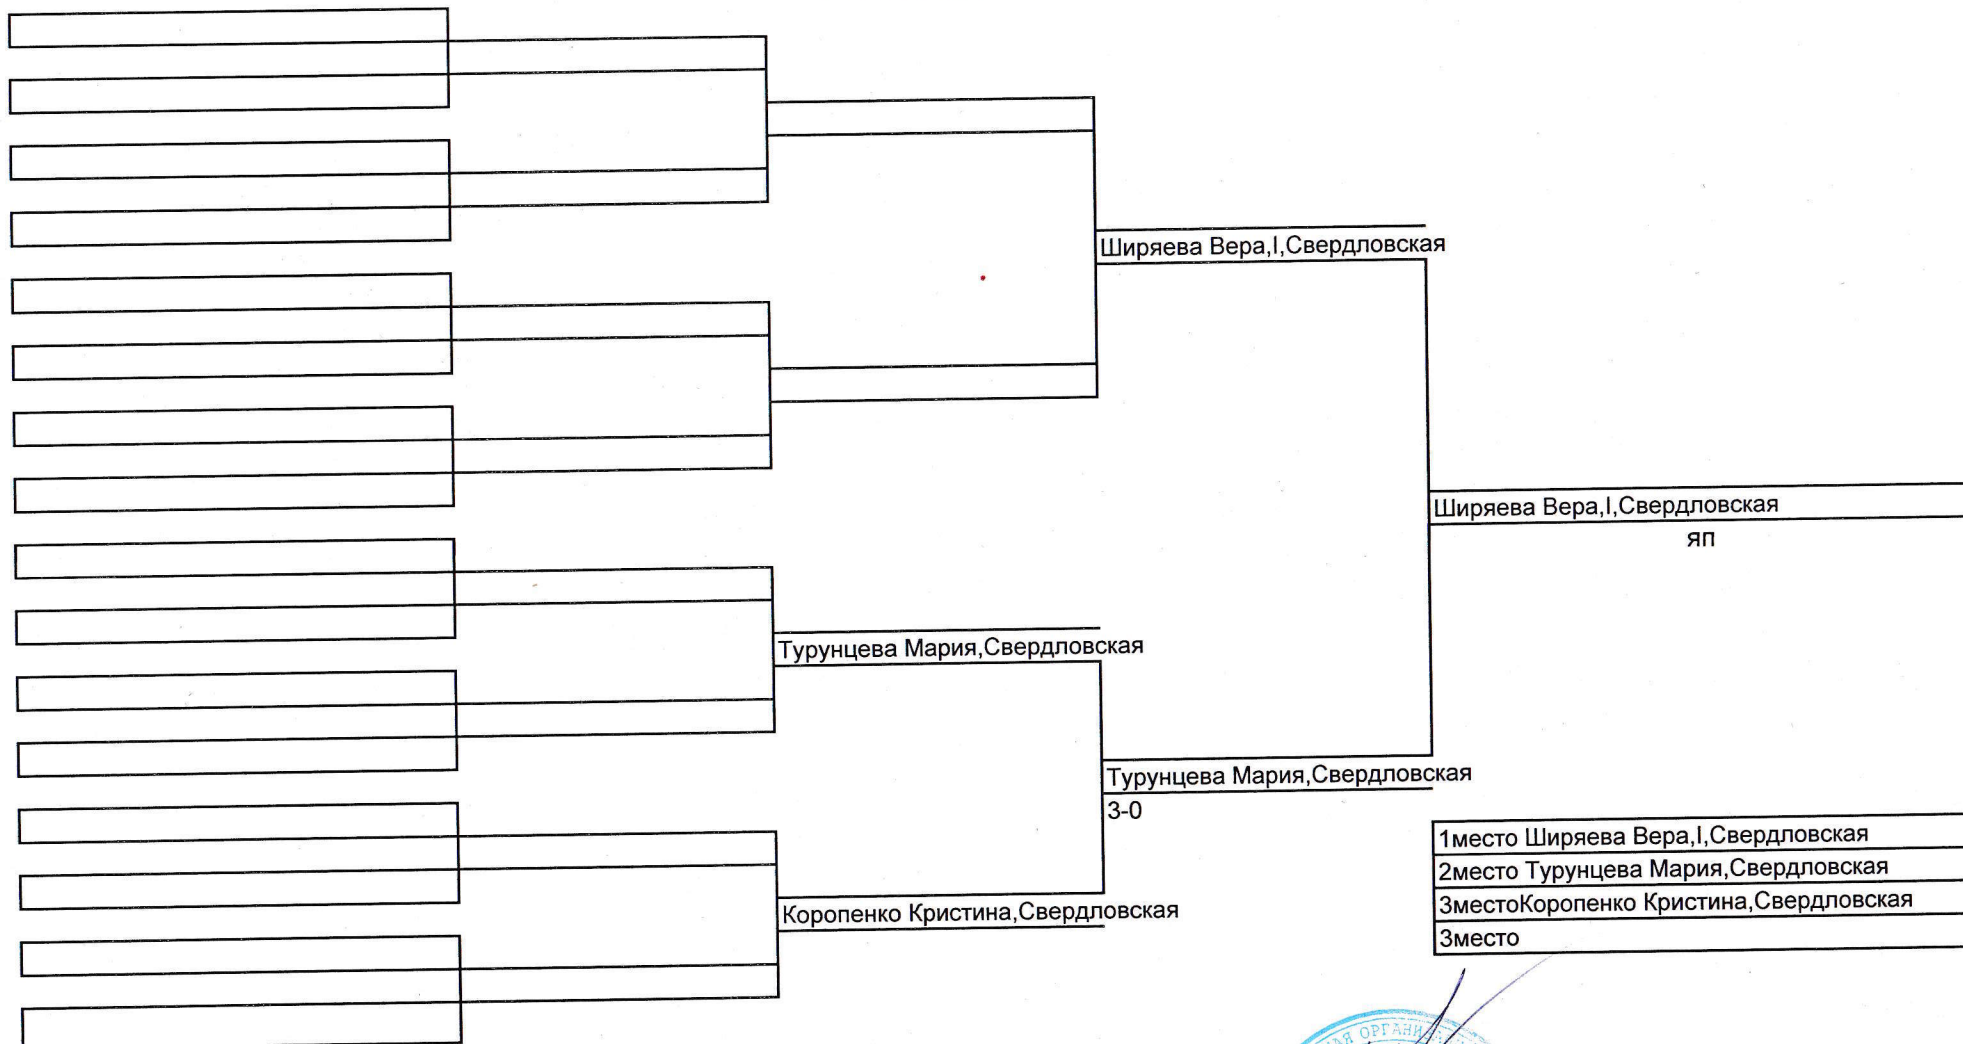 Ширяева Вера,I,Свердловская
Ширяева Вера,I,Свердловская
яп
Турунцева Мария,Свердловская
Турунцева Мария,Свердловская
3-0
Коропенко Кристина,Свердловская
1место Ширяева Вера,I,Свердловская
2место Турунцева Мария,Свердловская
3местоКоропенко Кристина,Свердловская
3место